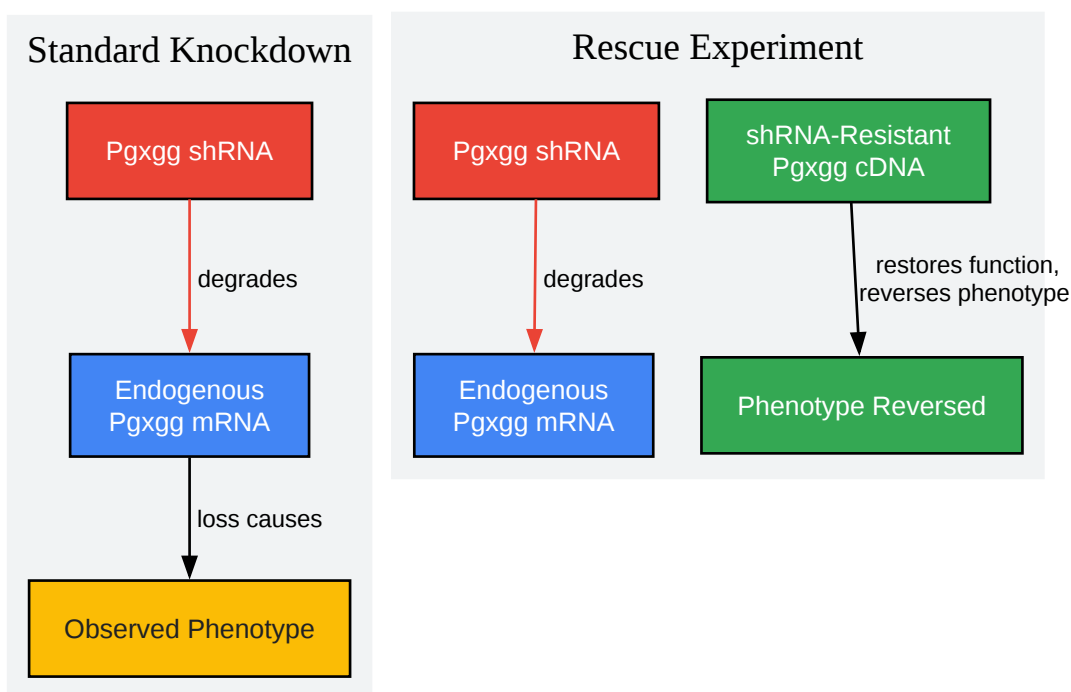 Standard Knockdown
Pgxgg shRNA
degrades
Endogenous
Pgxgg mRNA
loss causes
Observed Phenotype
Rescue Experiment
Pgxgg shRNA
degrades
Endogenous
Pgxgg mRNA
shRNA-Resistant
Pgxgg cDNA
restores function,
reverses phenotype
Phenotype Reversed